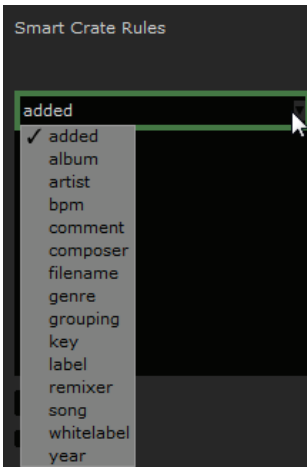 Smart Crate Rules
added
✓ added
album
artist
bpm
comment
composer
filename
genre
grouping
key
label
remixer
song
whitelabel
year